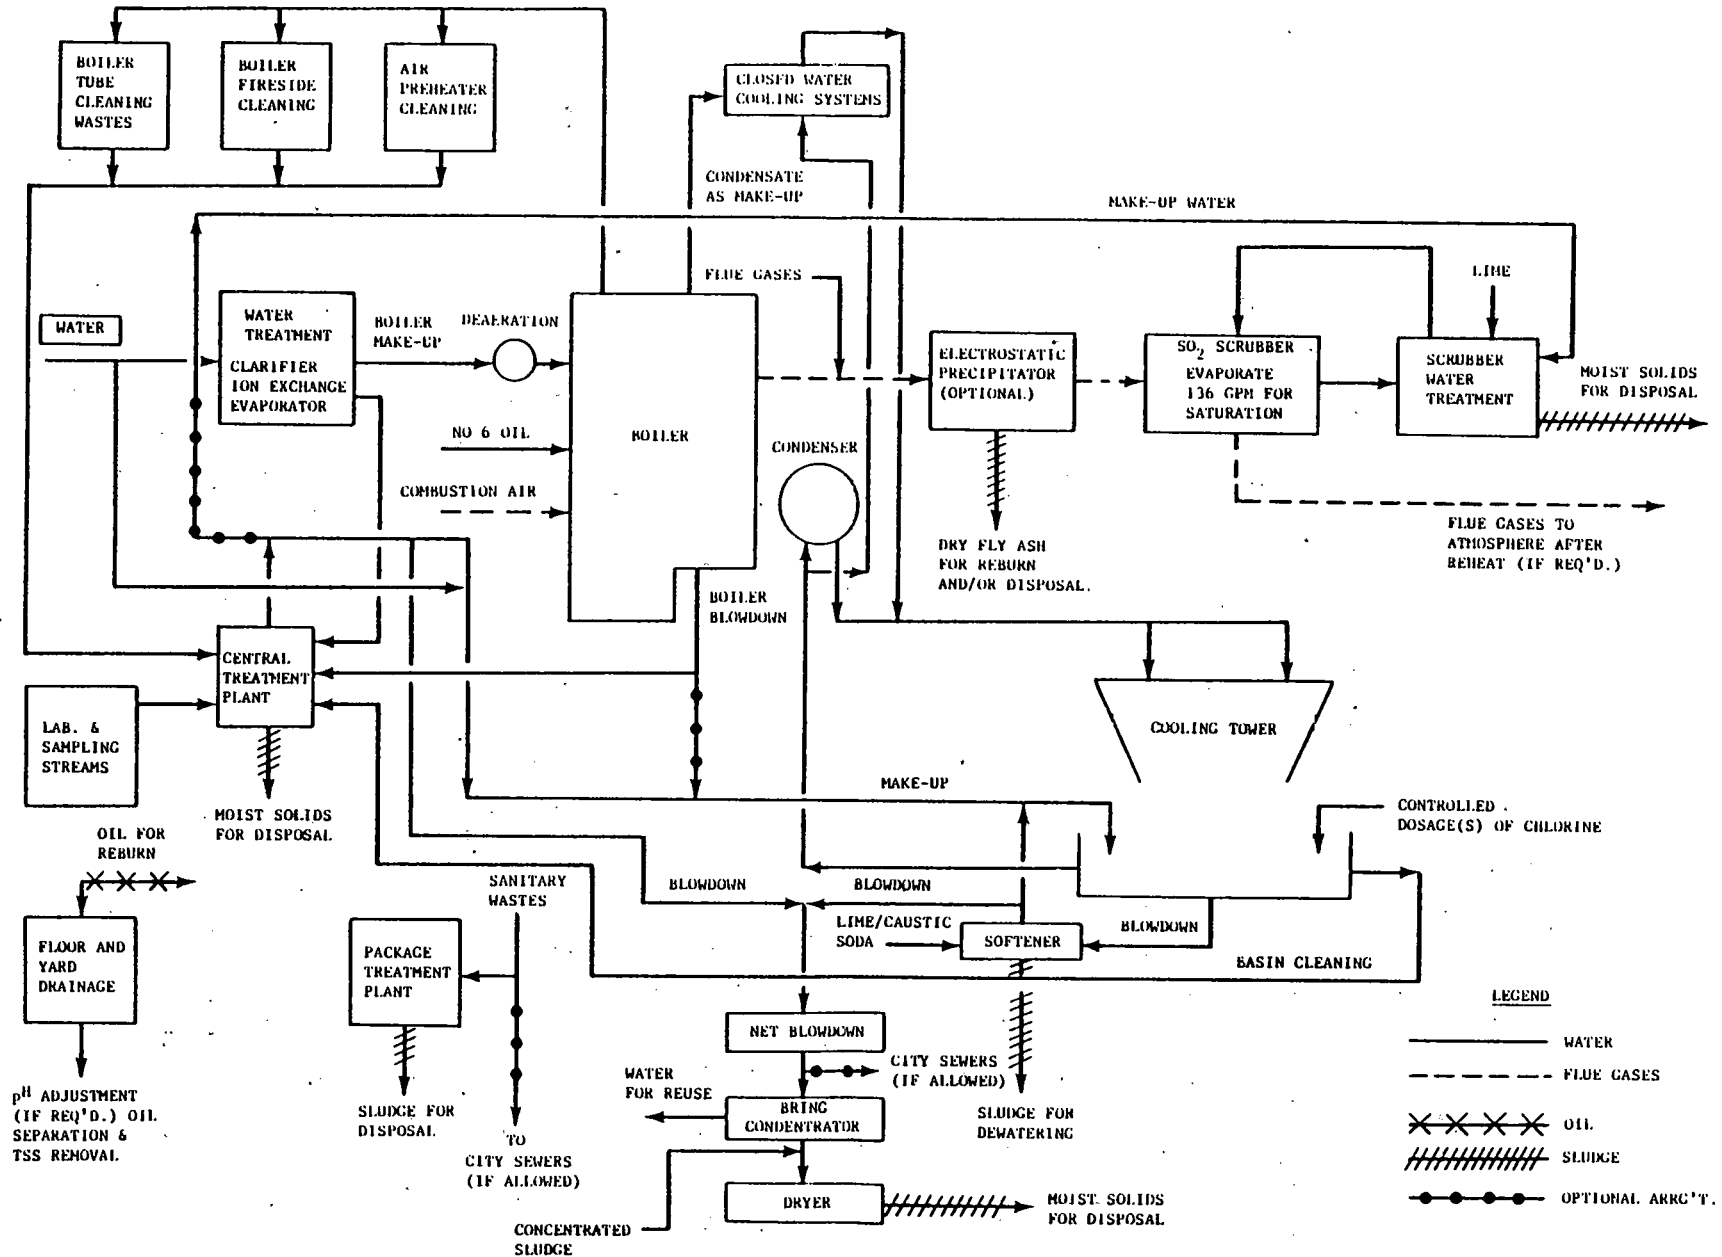 BOILER
TUBE
CLEANING
WASTES
BOILER
FIRESIDE
CLEANING
AIR
PREHEATER
CLEANING
CLOSED WATER
COOLING SYSTEMS
CONDENSATE
AS MAKE-UP
MAKE-UP WATER
FLUE GASES
LIME
WATER
WATER
TREATMENT
CLARIFIER
ION EXCHANGE
EVAPORATOR
BOILER
MAKE-UP
DEAERATION
NO 6 OIL
COMBUSTION AIR
BOILER
CONDENSER
ELECTROSTATIC
PRECIPITATOR
(OPTIONAL)
SO2 SCRUBBER
EVAPORATE
136 GPM FOR
SATURATION
SCRUBBER
WATER
TREATMENT
MOIST SOLIDS
FOR DISPOSAL
DRY FLY ASH
FOR REBURN
AND/OR DISPOSAL.
FLUE GASES TO
ATMOSPHERE AFTER
REHEAT (IF REQ'D.)
BOILER
BLOWDOWN
CENTRAL
TREATMENT
PLANT
LAB. &
SAMPLING
STREAMS
MOIST SOLIDS
FOR DISPOSAL
COOLING TOWER
MAKE-UP
CONTROLLED
DOSAGE(S) OF CHLORINE
OIL FOR
REBURN
SANITARY
WASTES
BLOWDOWN
BLOWDOWN
LIME/CAUSTIC
SODA
SOFTENER
BLOWDOWN
BASIN CLEANING
FLOOR AND
YARD
DRAINAGE
PACKAGE
TREATMENT
PLANT
NET BLOWDOWN
CITY SEWERS
(IF ALLOWED)
WATER
FOR REUSE
BRING
CONDENTRATOR
SLUDGE FOR
DEWATERING
pH ADJUSTMENT
(IF REQ'D.) OIL
SEPARATION &
TSS REMOVAL
SLUDGE FOR
DISPOSAL
TO
CITY SEWERS
(IF ALLOWED)
DRYER
MOIST SOLIDS
FOR DISPOSAL
CONCENTRATED
SLUDGE
LEGEND
WATER
FLUE GASES
OIL
SLUDGE
OPTIONAL ARRG'T.